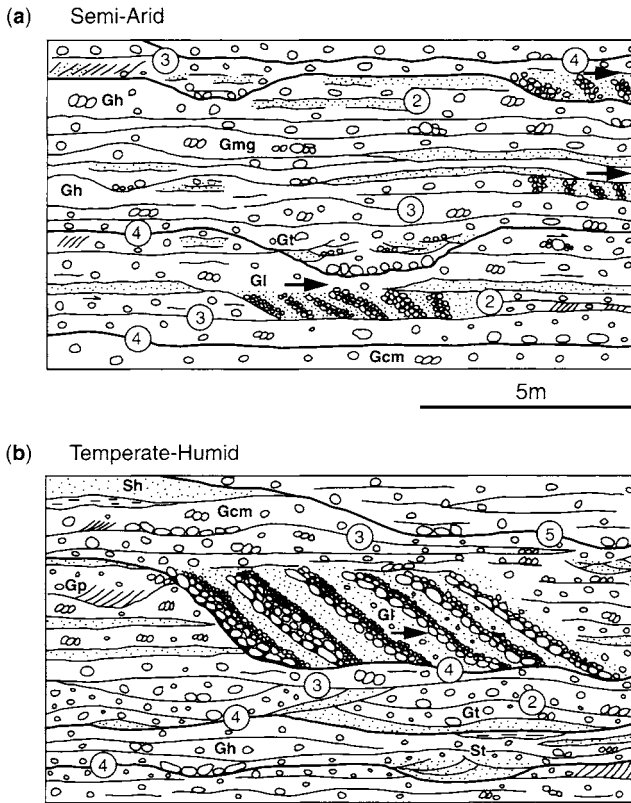 (a) Semi-Arid
3
4
Gh
2
Gmg
Gh
3
4
Gt
Gl
2
3
4
Gcm
5m
(b) Temperate-Humid
Sh
Gcm
3
5
Gp
Gl
4
3
2
4
Gt
Gh
St
4